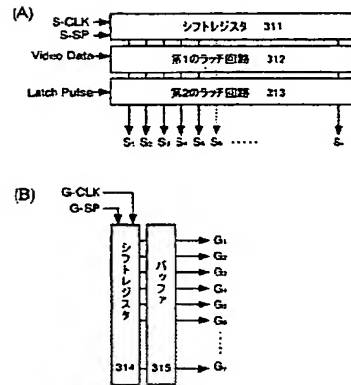 (A)
S-CLK
S-SP
シフトレジスタ 311
Video Data
第1のラッチ回路 312
Latch Pulse
第2のラッチ回路 313
S₁ S₂ S₃ S₄ S₅ S₆ ······
(B)
G-CLK
G-SP
シフトレジスタ
314
バッファ
315
G₁
G₂
G₃
G₄
G₅
G₆